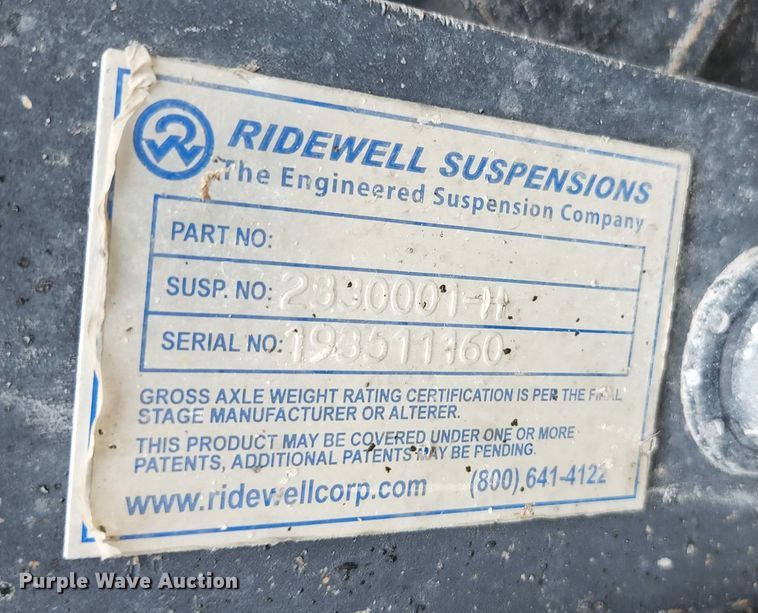 RIDEWELL SUSPENSIONS
The Engineered Suspension Company
PART NO:
SUSP. NO: 2330001-H
SERIAL NO: 193511160
GROSS AXLE WEIGHT RATING CERTIFICATION IS PER THE FINAL
STAGE MANUFACTURER OR ALTERER.
THIS PRODUCT MAY BE COVERED UNDER ONE OR MORE
PATENTS, ADDITIONAL PATENTS MAY BE PENDING.
www.ridewellcorp.com (800) 641-4122
Purple Wave Auction